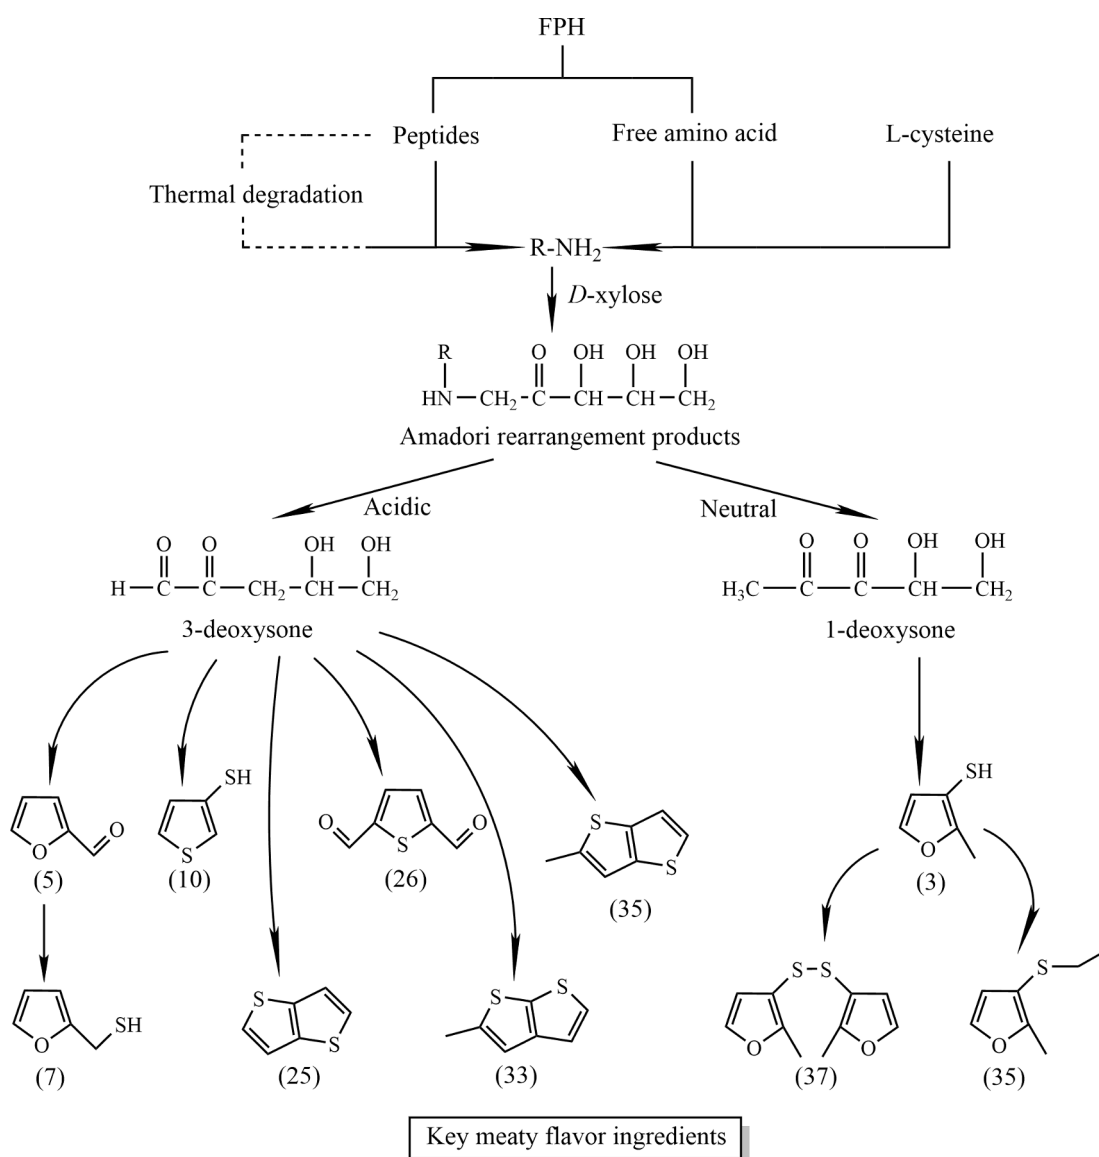 FPH
Peptides
Free amino acid
L-cysteine
Thermal degradation
R-NH2
D-xylose
R O OH OH OH
HN CH2 C CH CH CH2
Amadori rearrangement products
Acidic
Neutral
O O OH OH
H C C CH2 CH CH2
3-deoxysone
O O OH OH
H3C C C CH CH2
1-deoxysone
O O
(5)
SH
S
(10)
O S O
(26)
S
S
(35)
SH
O
(3)
O SH
(7)
S
S
(25)
S S
(33)
S S
O O
(37)
S
O
(35)
Key meaty flavor ingredients